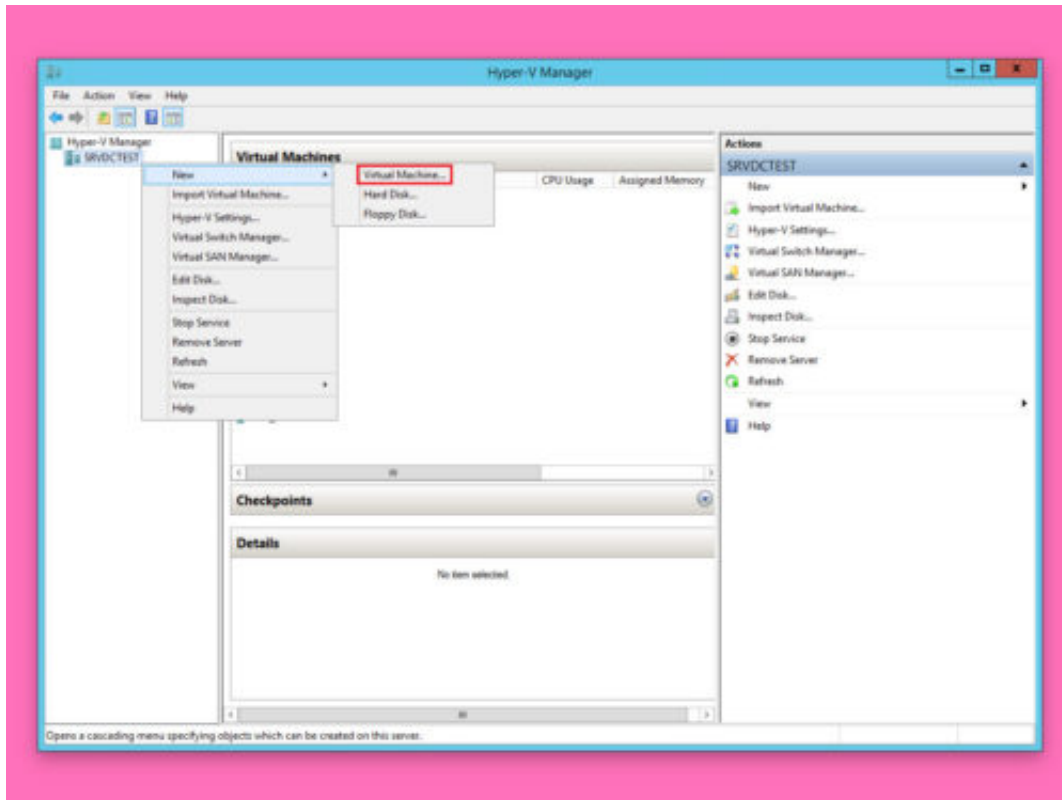 Hyper-V Manager
File Action View Help
Hyper-V Manager
SRVDCTEST
New
Import Virtual Machine...
Hyper-V Settings...
Virtual Switch Manager...
Virtual SAN Manager...
Edit Disk...
Inspect Disk...
Stop Service
Remove Server
Refresh
View
Help
Virtual Machine...
Hard Disk...
Floppy Disk...
Virtual Machines
CPU Usage Assigned Memory
Checkpoints
Details
No item selected.
Actions
SRVDCTEST
New
Import Virtual Machine...
Hyper-V Settings...
Virtual Switch Manager...
Virtual SAN Manager...
Edit Disk...
Inspect Disk...
Stop Service
Remove Server
Refresh
View
Help
Opens a cascading menu specifying objects which can be created on this server.